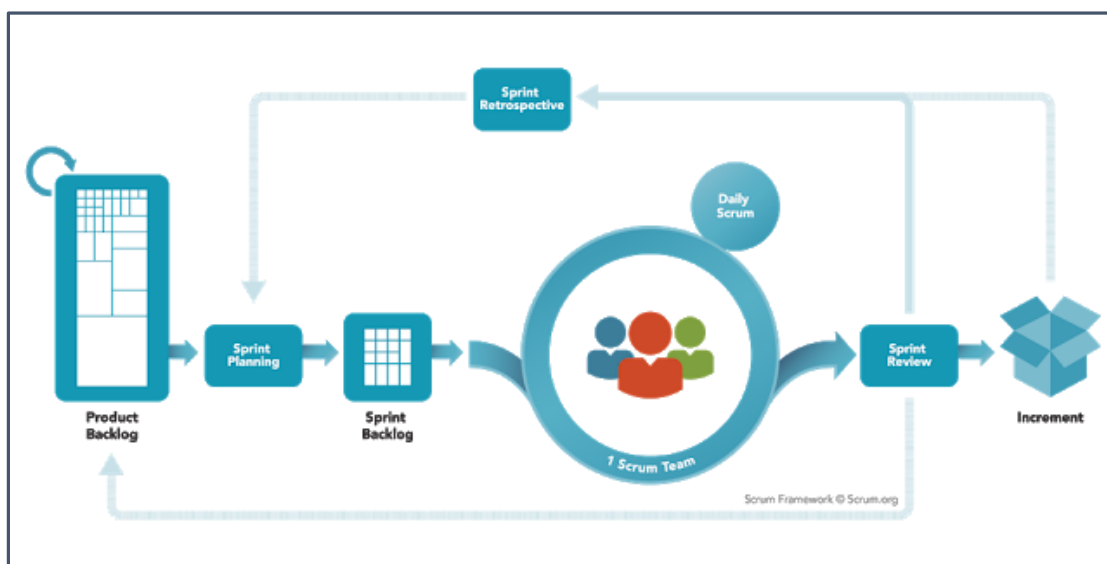 Sprint
Retrospective
Daily
Scrum
Sprint
Planning
Sprint
Review
Product
Backlog
Sprint
Backlog
1 Scrum Team
Increment
Scrum Framework © Scrum.org